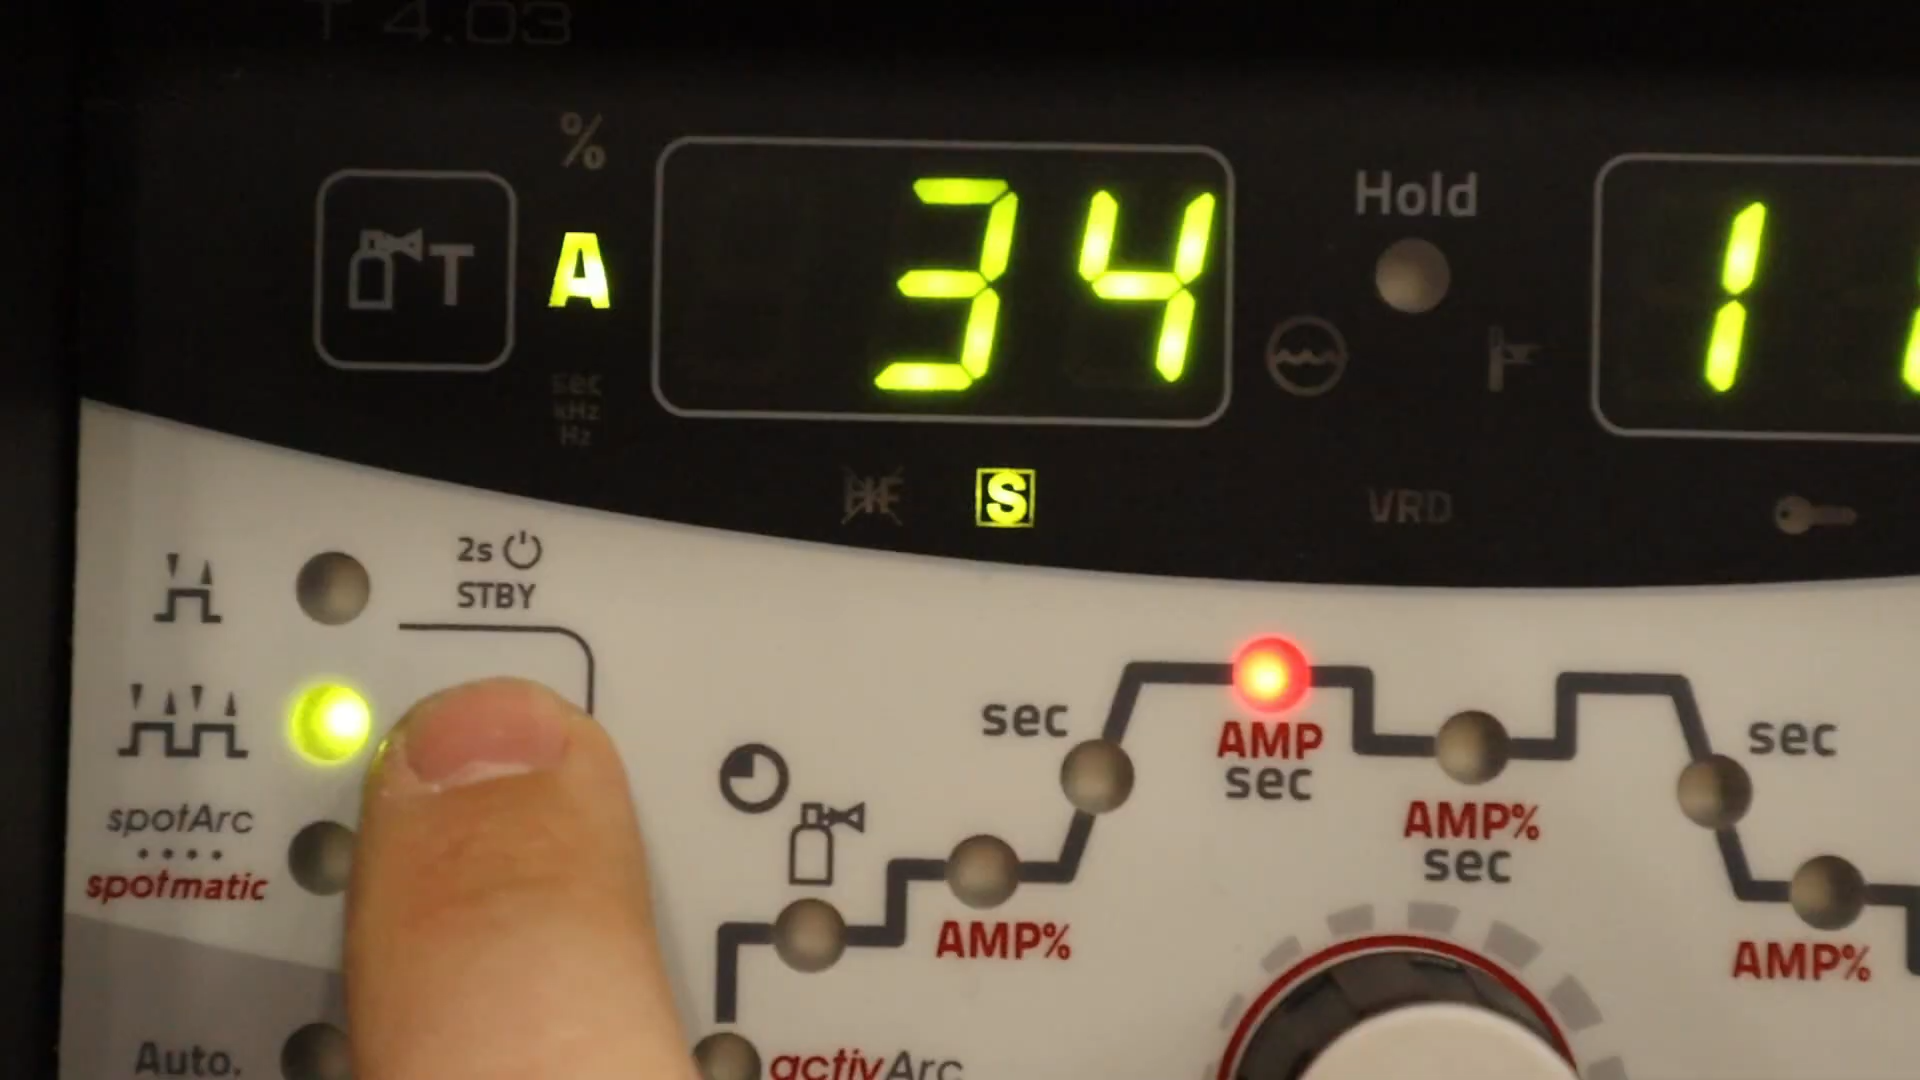 T 4.03
%
T
A
34
Hold
sec
kHz
Hz
S
VRD
2s
STBY
sec
AMP
sec
AMP%
sec
sec
spotArc
spotmatic
AMP%
AMP%
Auto.
activArc